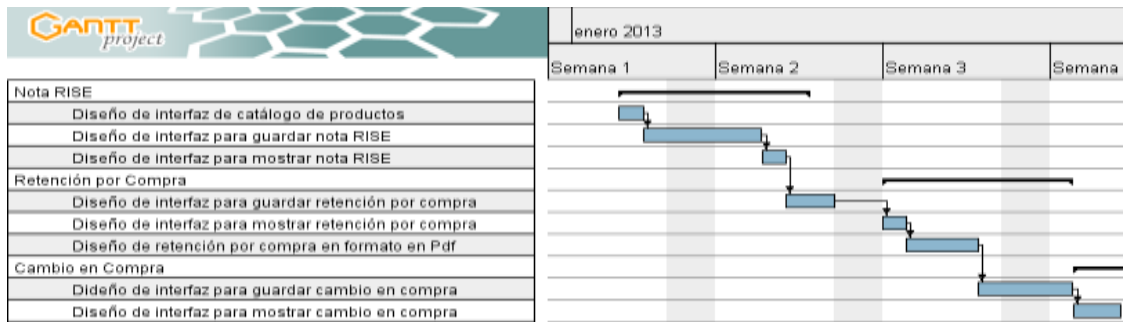 GANTT
project
enero 2013
Semana 1 Semana 2 Semana 3 Semana
Nota RISE
Diseño de interfaz de catálogo de productos
Diseño de interfaz para guardar nota RISE
Diseño de interfaz para mostrar nota RISE
Retención por Compra
Diseño de interfaz para guardar retención por compra
Diseño de interfaz para mostrar retención por compra
Diseño de retención por compra en formato en Pdf
Cambio en Compra
Dideño de interfaz para guardar cambio en compra
Diseño de interfaz para mostrar cambio en compra